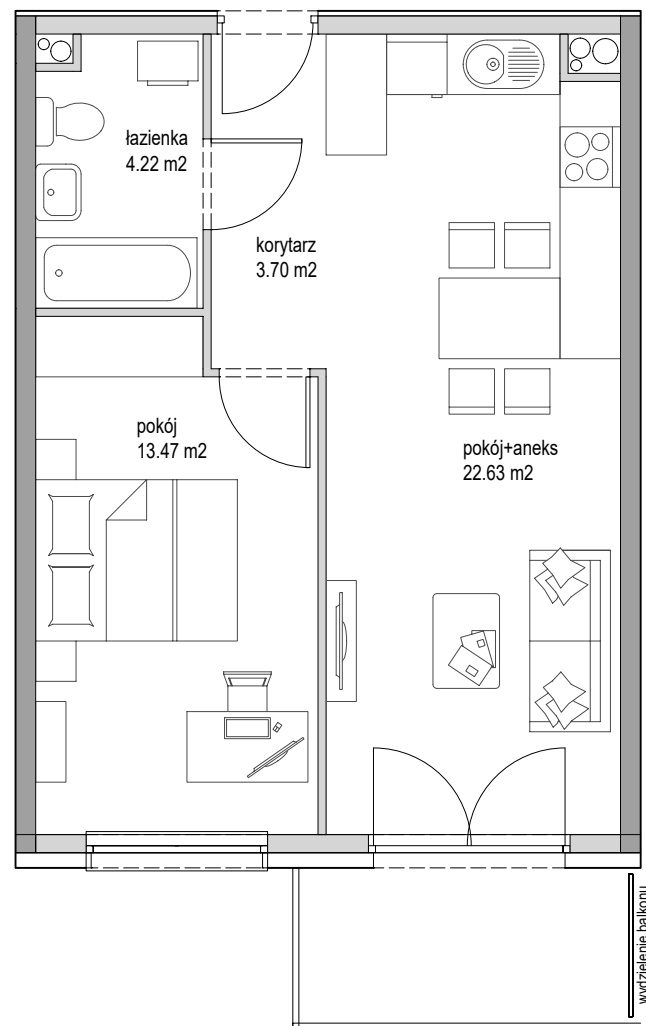 łazienka
4.22 m2
korytarz
3.70 m2
pokój
13.47 m2
pokój+aneks
22.63 m2
wydzielenie balkonu